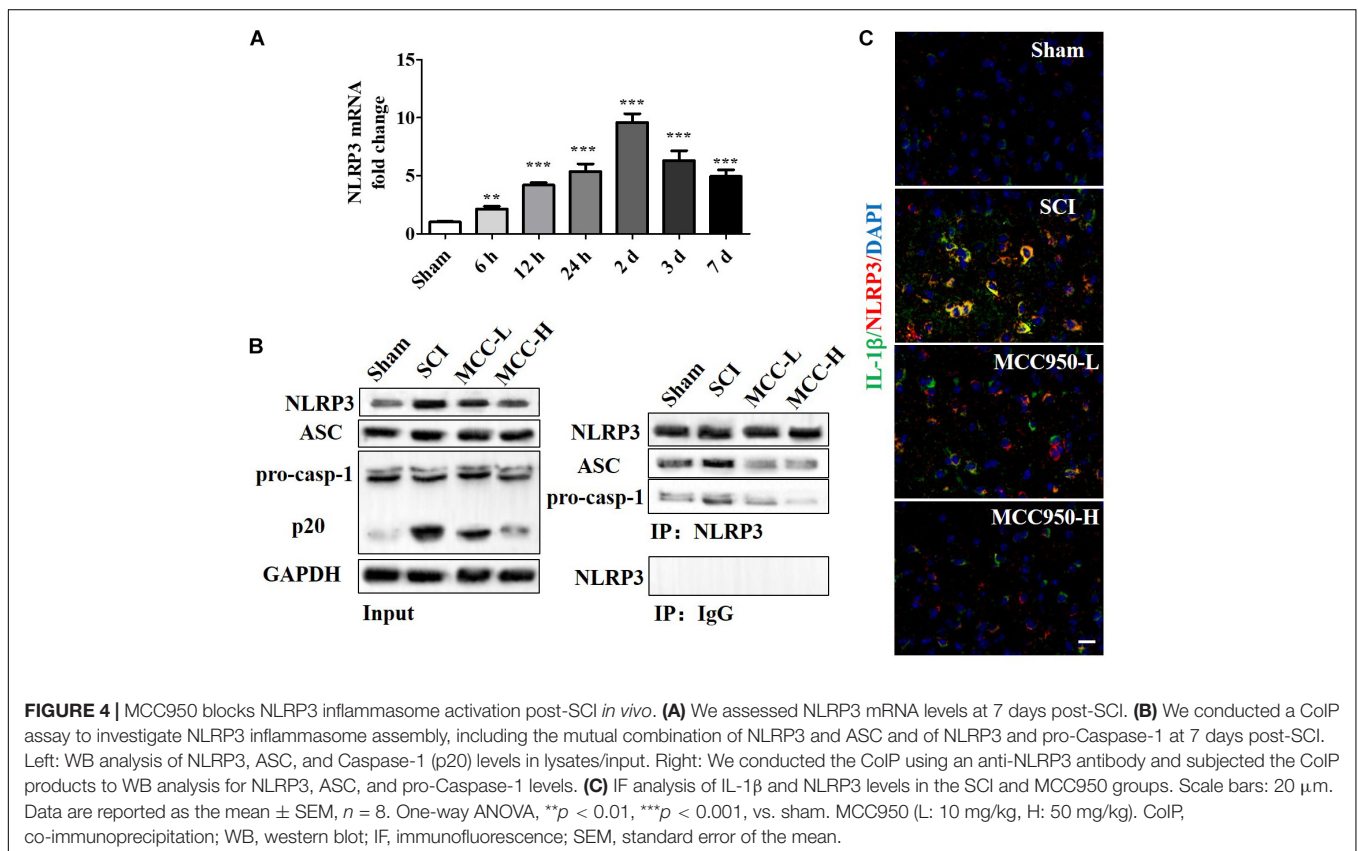 A
NLRP3 mRNA
fold change
15
10
5
0
**
***
***
***
***
***
Sham
6 h
12 h
24 h
2 d
3 d
7 d
B
Sham
SCI
MCC-L
MCC-H
NLRP3
ASC
pro-casp-1
p20
GAPDH
Input
Sham
SCI
MCC-L
MCC-H
NLRP3
ASC
pro-casp-1
IP: NLRP3
NLRP3
IP: IgG
C
IL-1β/NLRP3/DAPI
Sham
SCI
MCC950-L
MCC950-H
FIGURE 4 | MCC950 blocks NLRP3 inflammasome activation post-SCI in vivo. (A) We assessed NLRP3 mRNA levels at 7 days post-SCI. (B) We conducted a CoIP
assay to investigate NLRP3 inflammasome assembly, including the mutual combination of NLRP3 and ASC and of NLRP3 and pro-Caspase-1 at 7 days post-SCI.
Left: WB analysis of NLRP3, ASC, and Caspase-1 (p20) levels in lysates/input. Right: We conducted the CoIP using an anti-NLRP3 antibody and subjected the CoIP
products to WB analysis for NLRP3, ASC, and pro-Caspase-1 levels. (C) IF analysis of IL-1β and NLRP3 levels in the SCI and MCC950 groups. Scale bars: 20 μm.
Data are reported as the mean ± SEM, n = 8. One-way ANOVA, **p < 0.01, ***p < 0.001, vs. sham. MCC950 (L: 10 mg/kg, H: 50 mg/kg). CoIP,
co-immunoprecipitation; WB, western blot; IF, immunofluorescence; SEM, standard error of the mean.